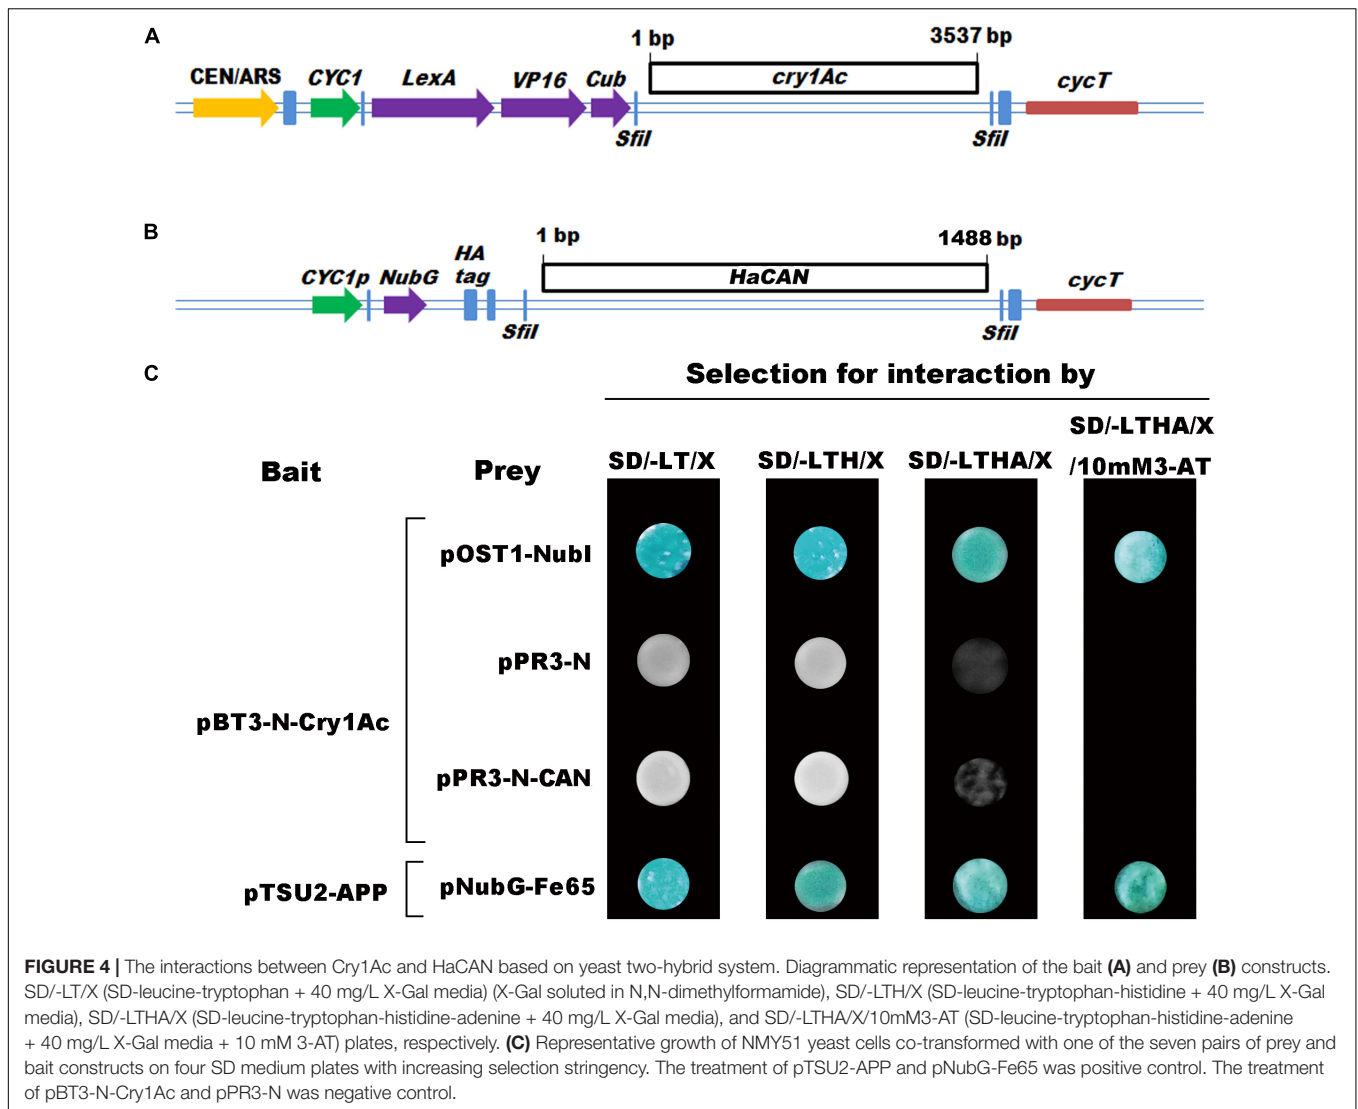 A
1 bp
3537 bp
CEN/ARS
CYC1
LexA
VP16
Cub
cry1Ac
cycT
SfiI
SfiI
B
1 bp
1488 bp
CYC1p
NubG
HA
tag
HaCAN
cycT
SfiI
SfiI
C
Selection for interaction by
Bait
Prey
SD/-LT/X
SD/-LTH/X
SD/-LTHA/X
SD/-LTHA/X
/10mM3-AT
pOST1-NubI
pPR3-N
pBT3-N-Cry1Ac
pPR3-N-CAN
pTSU2-APP
pNubG-Fe65
FIGURE 4 | The interactions between Cry1Ac and HaCAN based on yeast two-hybrid system. Diagrammatic representation of the bait (A) and prey (B) constructs.
SD/-LT/X (SD-leucine-tryptophan + 40 mg/L X-Gal media) (X-Gal soluted in N,N-dimethylformamide), SD/-LTH/X (SD-leucine-tryptophan-histidine + 40 mg/L X-Gal
media), SD/-LTHA/X (SD-leucine-tryptophan-histidine-adenine + 40 mg/L X-Gal media), and SD/-LTHA/X/10mM3-AT (SD-leucine-tryptophan-histidine-adenine
+ 40 mg/L X-Gal media + 10 mM 3-AT) plates, respectively. (C) Representative growth of NMY51 yeast cells co-transformed with one of the seven pairs of prey and
bait constructs on four SD medium plates with increasing selection stringency. The treatment of pTSU2-APP and pNubG-Fe65 was positive control. The treatment
of pBT3-N-Cry1Ac and pPR3-N was negative control.